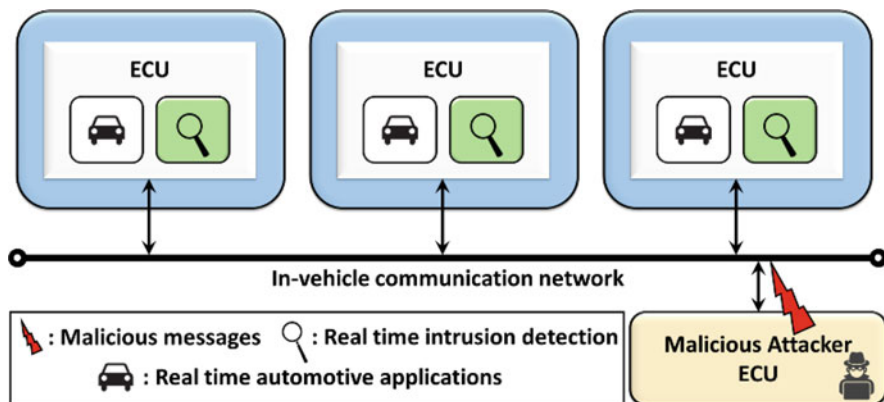 ECU
ECU
ECU
In-vehicle communication network
: Malicious messages
: Real time intrusion detection
: Real time automotive applications
Malicious Attacker
ECU